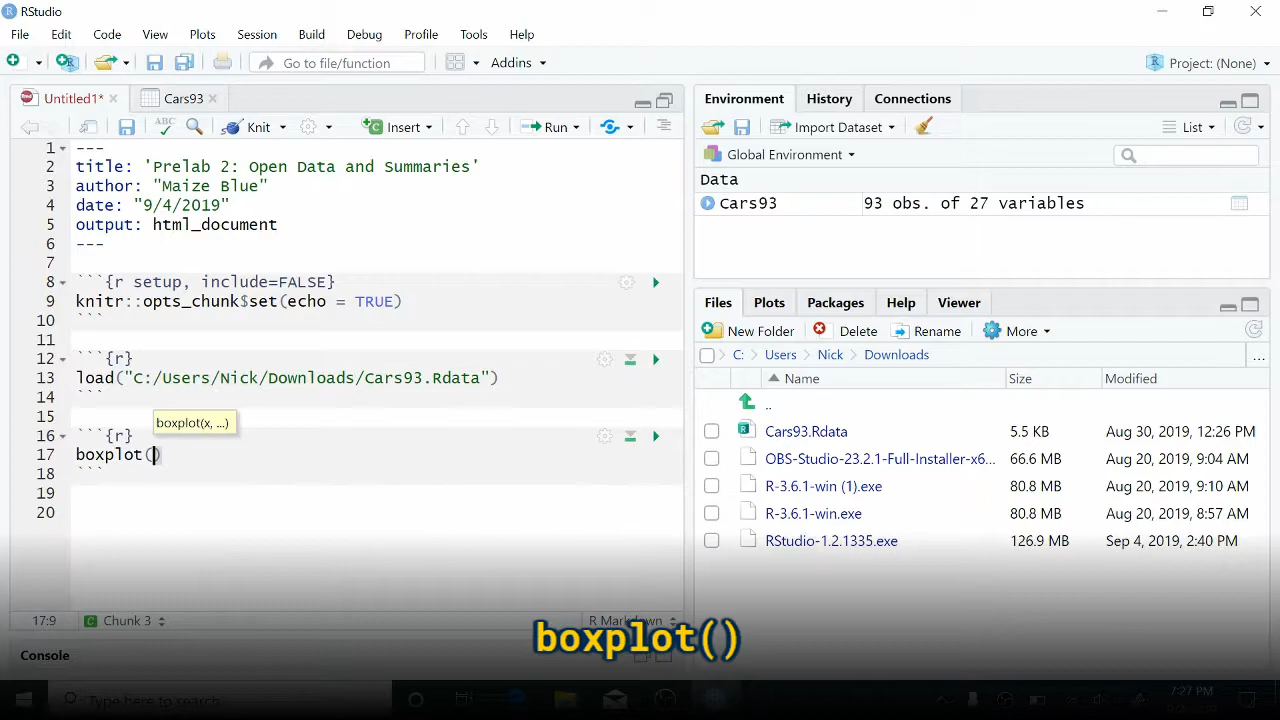 RStudio
File Edit Code View Plots Session Build Debug Profile Tools Help
Go to file/function Addins Project: (None)
Untitled1* Cars93
ABC Knit Insert Run
1 ---
2 title: 'Prelab 2: Open Data and Summaries'
3 author: "Maize Blue"
4 date: "9/4/2019"
5 output: html_document
6 ---
7
8 ```{r setup, include=FALSE}
9 knitr::opts_chunk$set(echo = TRUE)
10 ```
11
12 ```{r}
13 load("C:/Users/Nick/Downloads/Cars93.Rdata")
14 ```
15
boxplot(x, ...)
16 ```{r}
17 boxplot()
18 ```
19
20
17:9 Chunk 3 R Markdown
Console
Environment History Connections
Import Dataset List
Global Environment
Data
Cars93 93 obs. of 27 variables
Files Plots Packages Help Viewer
New Folder Delete Rename More
C: Users Nick Downloads ...
Name Size Modified
..
Cars93.Rdata 5.5 KB Aug 30, 2019, 12:26 PM
OBS-Studio-23.2.1-Full-Installer-x6... 66.6 MB Aug 20, 2019, 9:04 AM
R-3.6.1-win (1).exe 80.8 MB Aug 20, 2019, 9:10 AM
R-3.6.1-win.exe 80.8 MB Aug 20, 2019, 8:57 AM
RStudio-1.2.1335.exe 126.9 MB Sep 4, 2019, 2:40 PM
boxplot()
Type here to search
7:27 PM